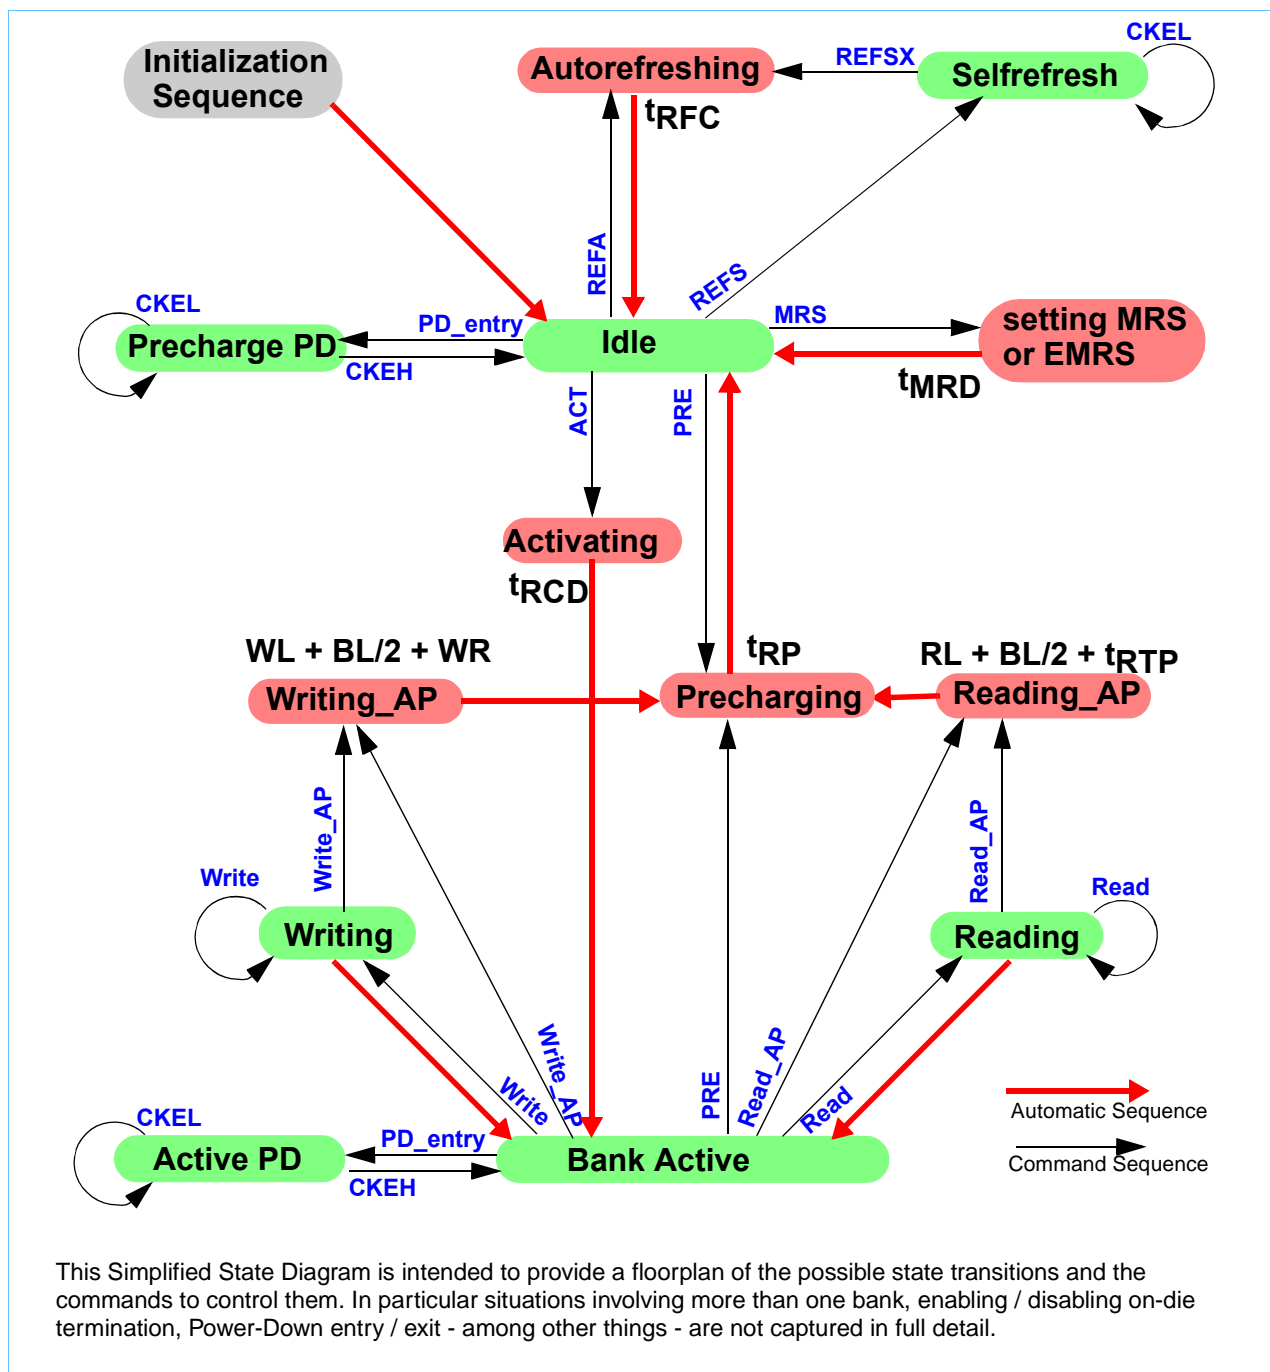 CKEL
Initialization
Sequence
Autorefreshing
REFSX
Selfrefresh
tRFC
REFA
REFS
CKEL
Precharge PD
PD_entry
CKEH
Idle
MRS
setting MRS
or EMRS
tMRD
ACT
PRE
Activating
tRCD
WL + BL/2 + WR
tRP
RL + BL/2 + tRTP
Writing_AP
Precharging
Reading_AP
Write_AP
Read_AP
Write
Writing
Read
Reading
Write_AP
Write
PRE
Read_AP
Read
Automatic Sequence
Command Sequence
CKEL
Active PD
PD_entry
CKEH
Bank Active
This Simplified State Diagram is intended to provide a floorplan of the possible state transitions and the
commands to control them. In particular situations involving more than one bank, enabling / disabling on-die
termination, Power-Down entry / exit - among other things - are not captured in full detail.